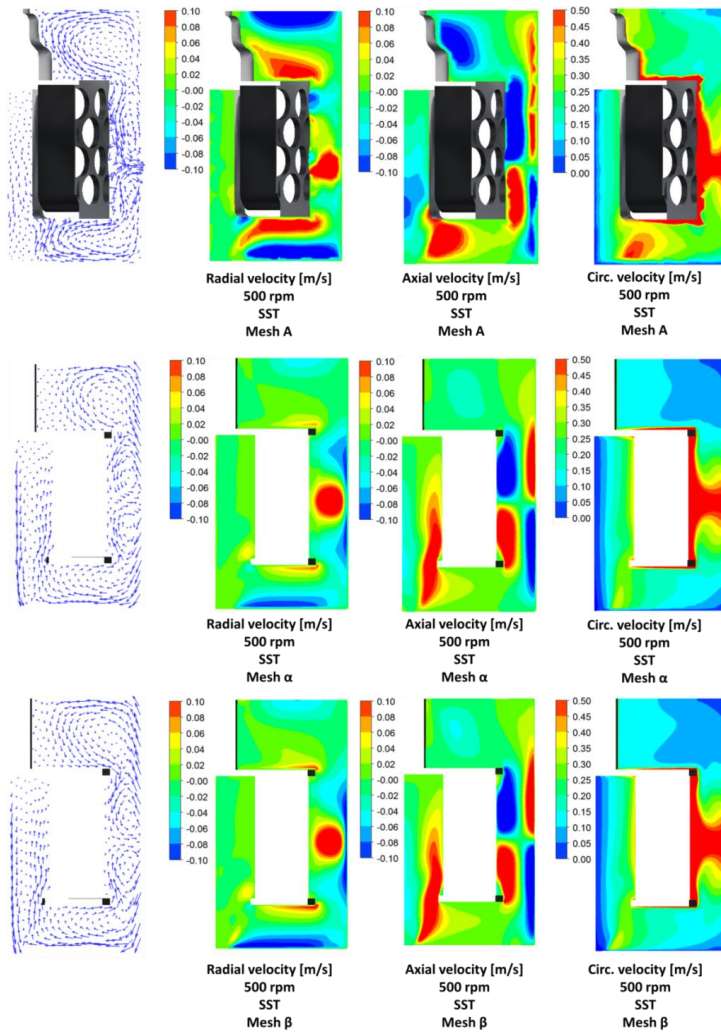 0.10
0.08
0.06
0.04
0.02
-0.00
-0.02
-0.04
-0.06
-0.08
-0.10
0.10
0.08
0.06
0.04
0.02
-0.00
-0.02
-0.04
-0.06
-0.08
-0.10
0.50
0.45
0.40
0.35
0.30
0.25
0.20
0.15
0.10
0.05
0.00
Radial velocity [m/s]
500 rpm
SST
Mesh A
Axial velocity [m/s]
500 rpm
SST
Mesh A
Circ. velocity [m/s]
500 rpm
SST
Mesh A
0.10
0.08
0.06
0.04
0.02
-0.00
-0.02
-0.04
-0.06
-0.08
-0.10
0.10
0.08
0.06
0.04
0.02
-0.00
-0.02
-0.04
-0.06
-0.08
-0.10
0.50
0.45
0.40
0.35
0.30
0.25
0.20
0.15
0.10
0.05
0.00
Radial velocity [m/s]
500 rpm
SST
Mesh α
Axial velocity [m/s]
500 rpm
SST
Mesh α
Circ. velocity [m/s]
500 rpm
SST
Mesh α
0.10
0.08
0.06
0.04
0.02
-0.00
-0.02
-0.04
-0.06
-0.08
-0.10
0.10
0.08
0.06
0.04
0.02
-0.00
-0.02
-0.04
-0.06
-0.08
-0.10
0.50
0.45
0.40
0.35
0.30
0.25
0.20
0.15
0.10
0.05
0.00
Radial velocity [m/s]
500 rpm
SST
Mesh β
Axial velocity [m/s]
500 rpm
SST
Mesh β
Circ. velocity [m/s]
500 rpm
SST
Mesh β